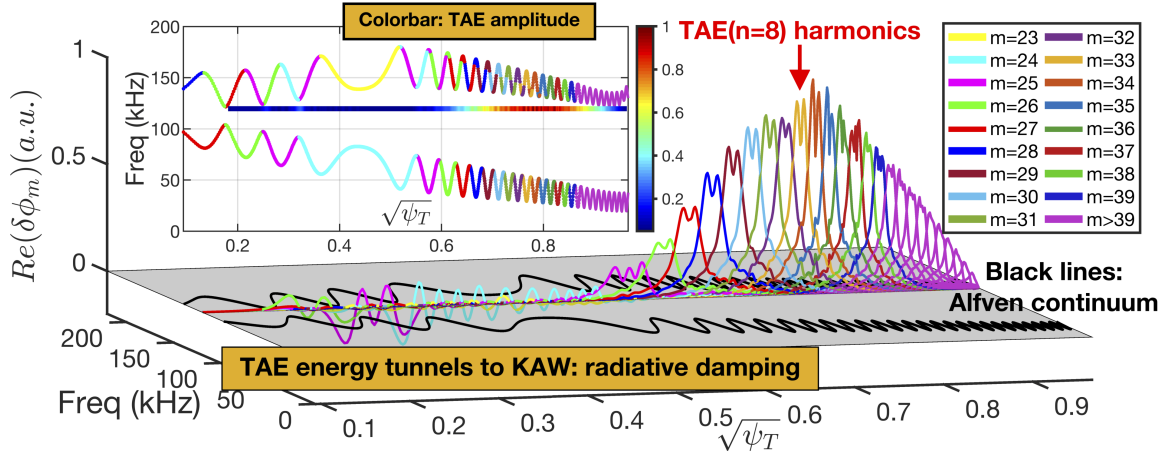 Colorbar: TAE amplitude
TAE(n=8) harmonics
1
0.5
0
Re(δϕ_m)(a.u.)
200
150
100
50
0
Freq (kHz)
0.2
0.4
0.6
0.8
√ψ_T
1
0.8
0.6
0.4
0.2
m=23
m=24
m=25
m=26
m=27
m=28
m=29
m=30
m=31
m=32
m=33
m=34
m=35
m=36
m=37
m=38
m=39
m>39
Black lines:
Alfven continuum
TAE energy tunnels to KAW: radiative damping
200
150
100
50
0
Freq (kHz)
0.1
0.2
0.3
0.4
0.5
0.6
0.7
0.8
0.9
√ψ_T